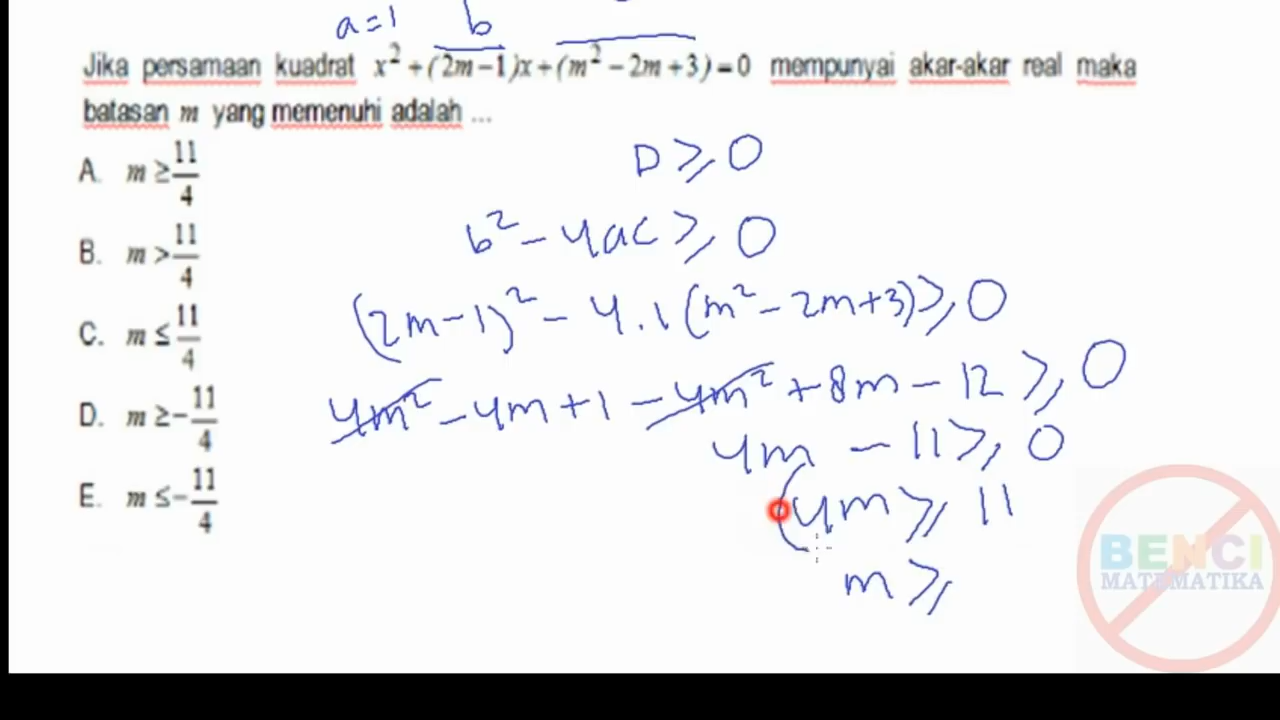 a=1 b
Jika persamaan kuadrat x² + (2m – 1)x + (m² – 2m + 3) = 0 mempunyai akar-akar real maka
batasan m yang memenuhi adalah ...
A. m ≥ 11/4
B. m > 11/4
C. m ≤ 11/4
D. m ≥ – 11/4
E. m ≤ – 11/4
D ≥ 0
b² – 4ac ≥ 0
(2m – 1)² – 4.1(m² – 2m + 3) ≥ 0
4m² – 4m + 1 – 4m² + 8m – 12 ≥ 0
4m – 11 ≥ 0
4m ≥ 11
m ≥
BENCI
MATEMATIKA